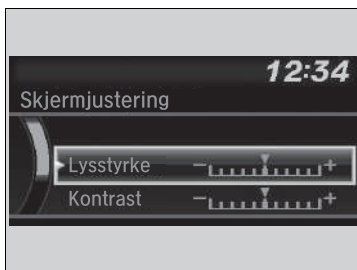 12:34
Skjermjustering
Lysstyrke - +
Kontrast - +